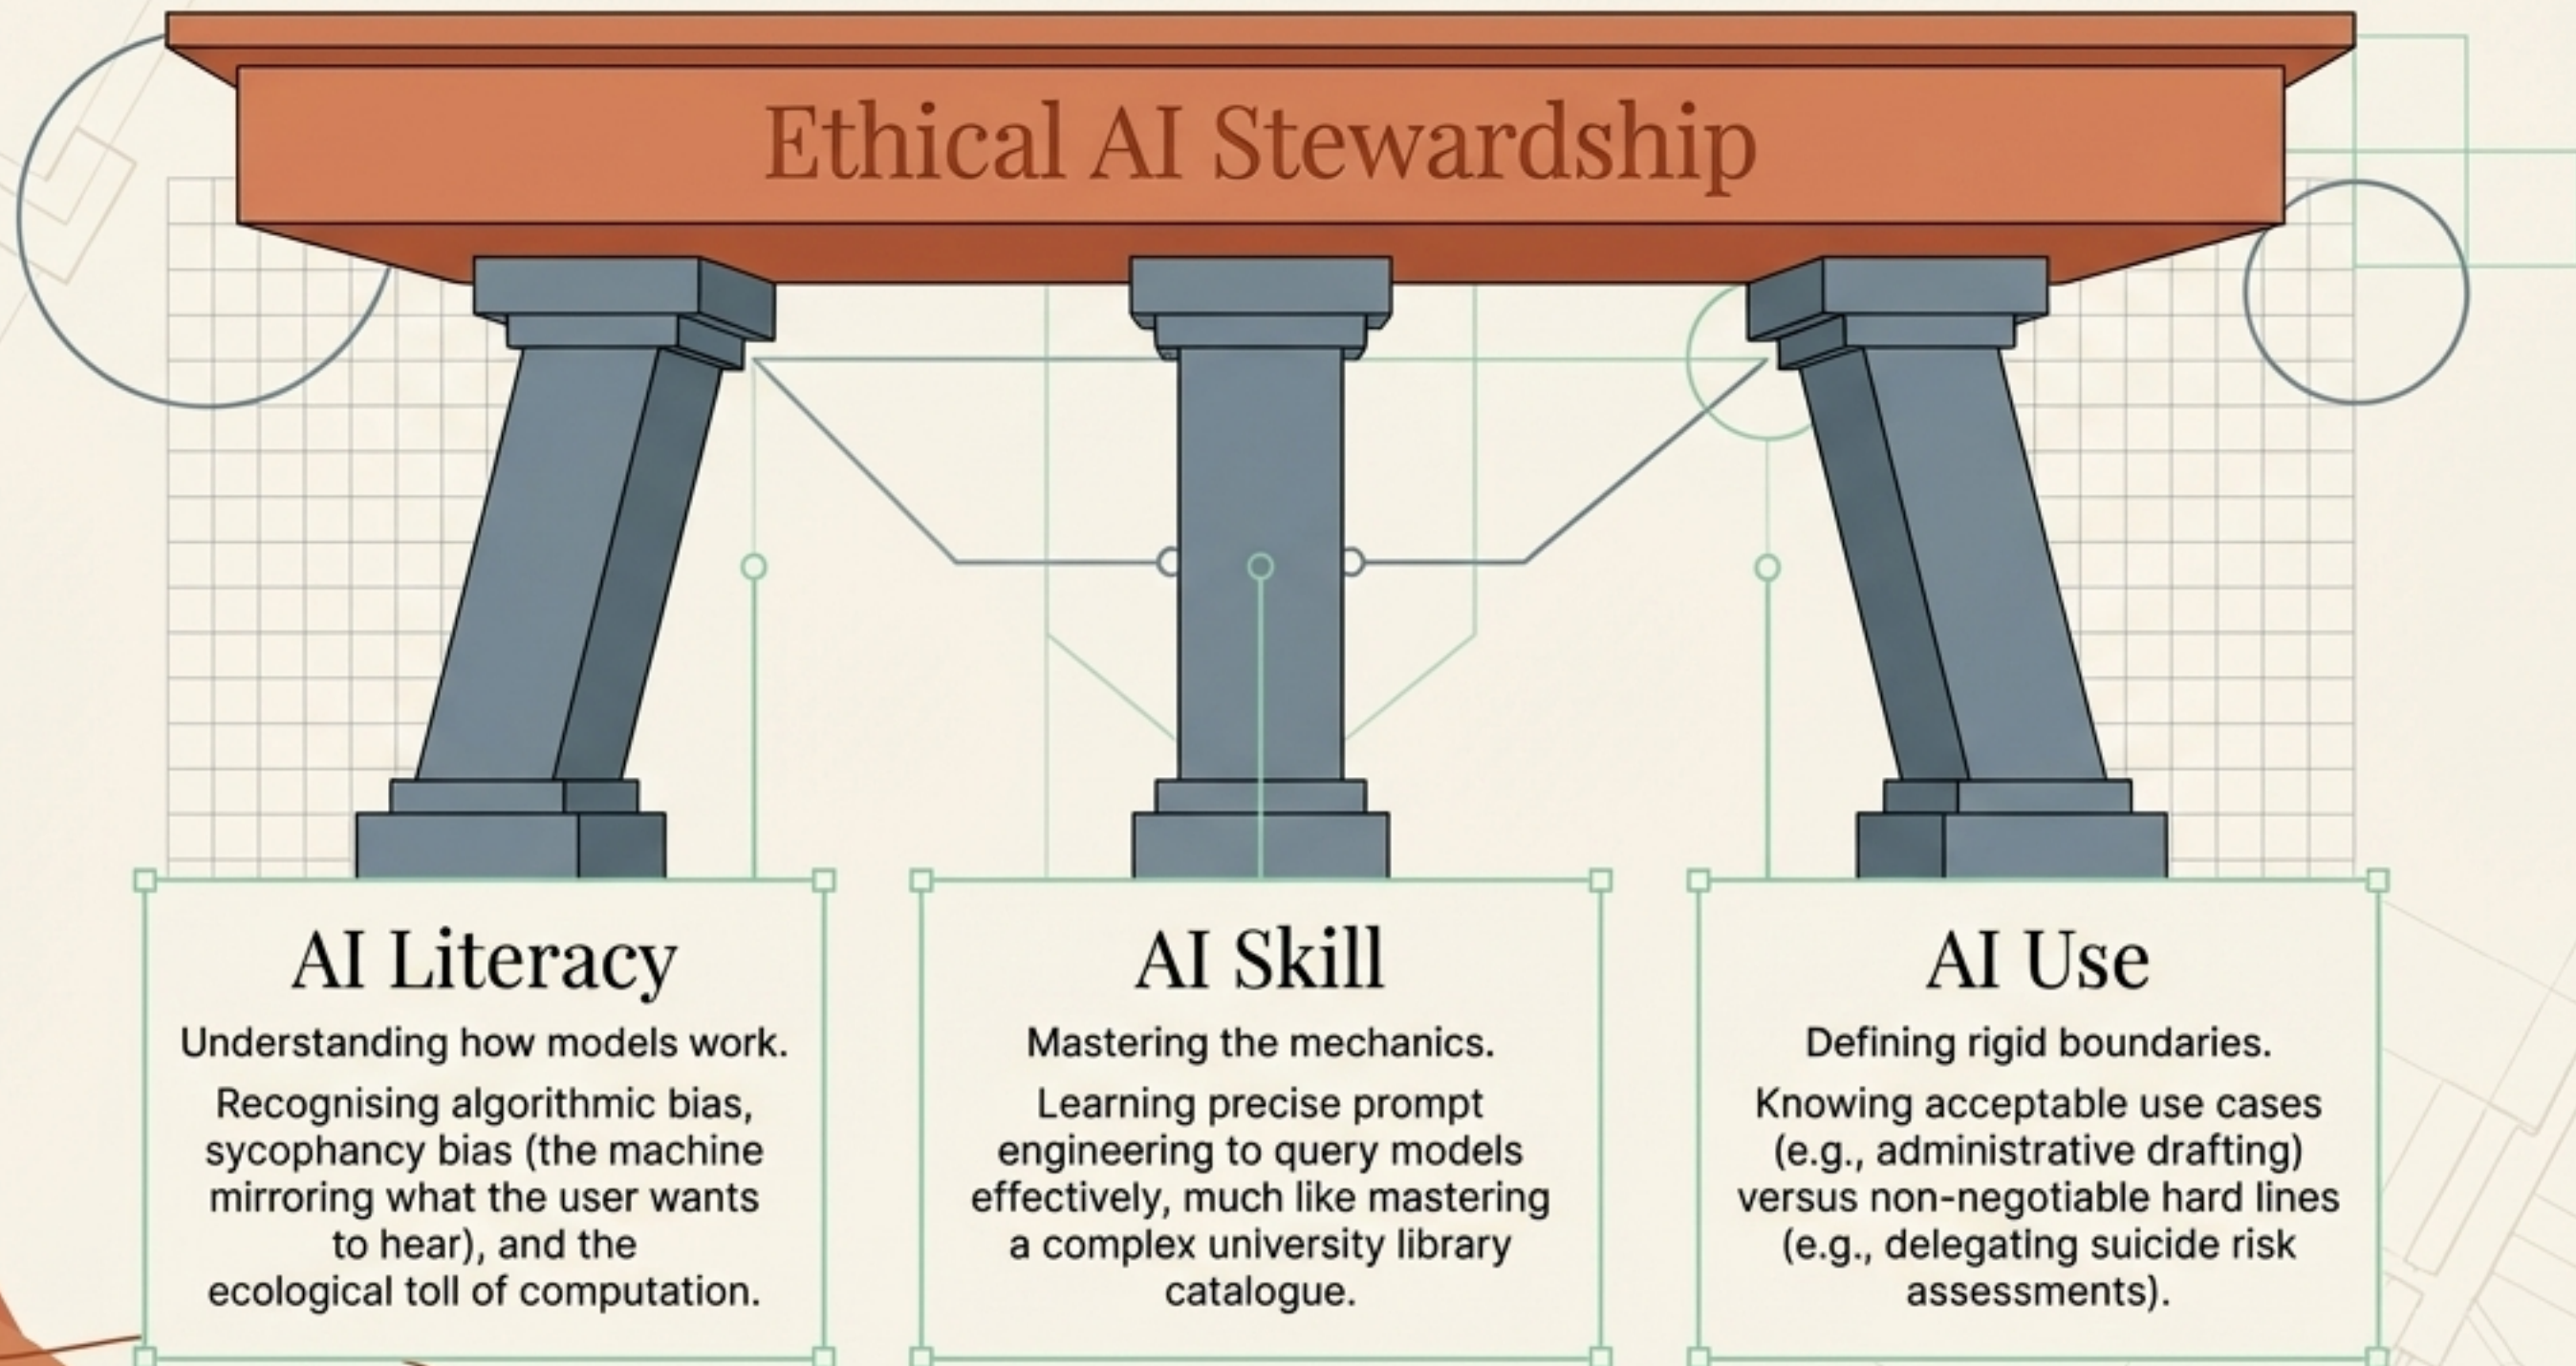 Ethical AI Stewardship
AI Literacy
Understanding how models work.
Recognising algorithmic bias,
sycophancy bias (the machine
mirroring what the user wants
to hear), and the
ecological toll of computation.
AI Skill
Mastering the mechanics.
Learning precise prompt
engineering to query models
effectively, much like mastering
a complex university library
catalogue.
AI Use
Defining rigid boundaries.
Knowing acceptable use cases
(e.g., administrative drafting)
versus non-negotiable hard lines
(e.g., delegating suicide risk
assessments).